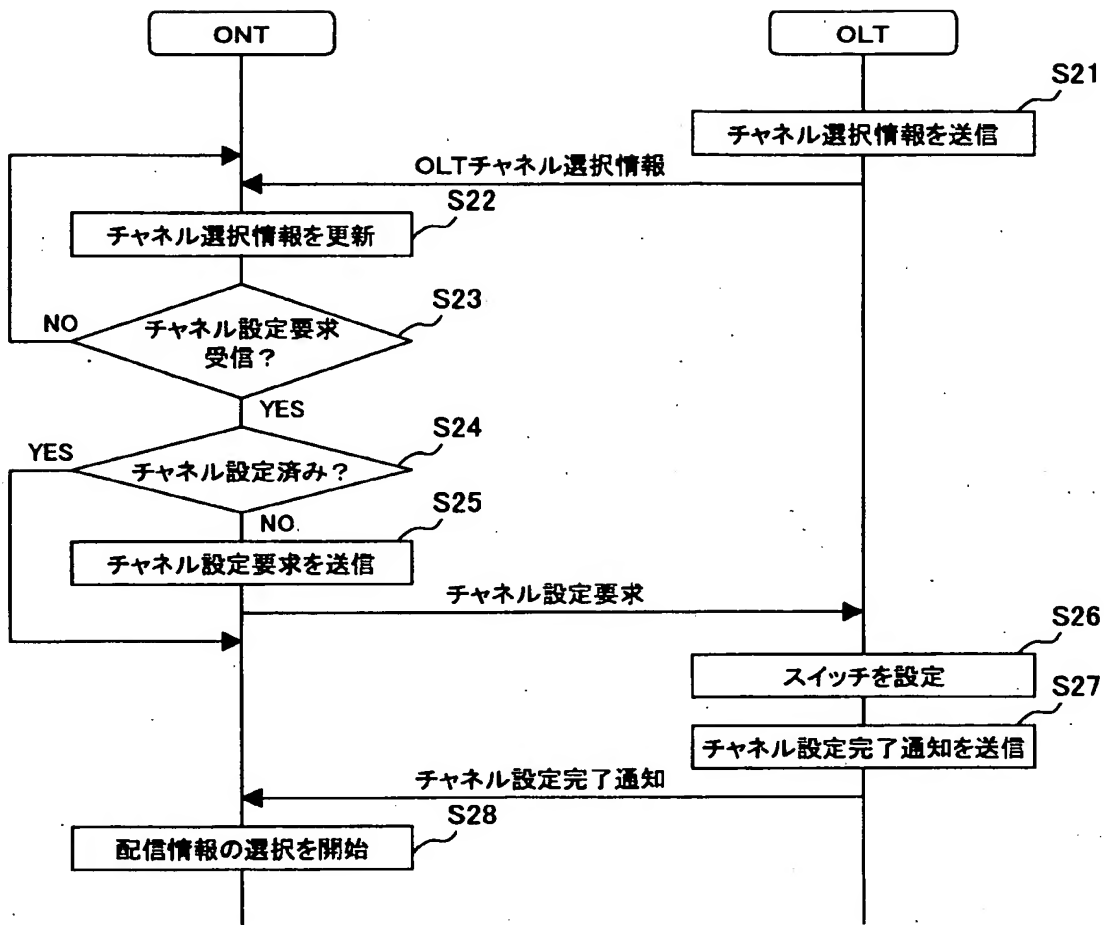 ONT
OLT
S21
チャネル選択情報を送信
OLTチャネル選択情報
S22
チャネル選択情報を更新
S23
NO
チャネル設定要求
受信?
YES
S24
YES
チャネル設定済み?
NO
S25
チャネル設定要求を送信
チャネル設定要求
S26
スイッチを設定
S27
チャネル設定完了通知を送信
チャネル設定完了通知
S28
配信情報の選択を開始